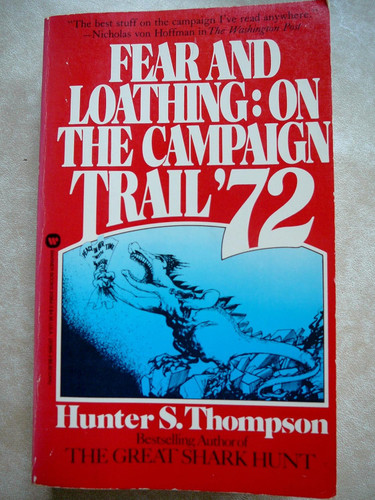 "The best stuff on the campaign I've read anywhere."
—Nicholas von Hoffman in The Washington Post
FEAR AND
LOATHING: ON
THE CAMPAIGN
TRAIL '72
Hunter S. Thompson
Bestselling Author of
THE GREAT SHARK HUNT